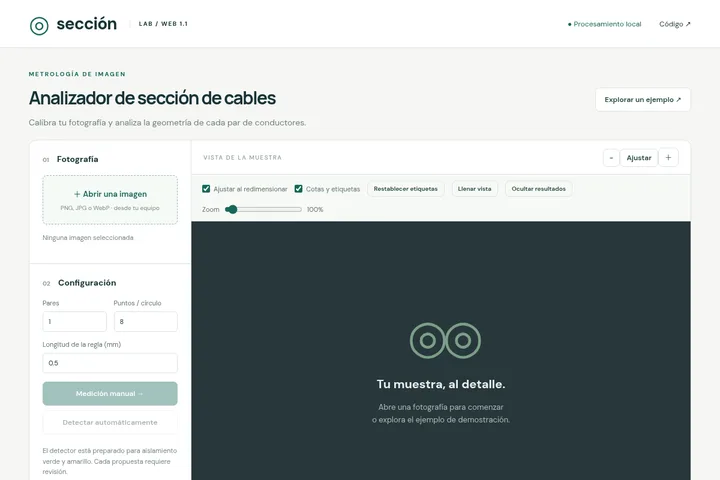 sección
LAB / WEB 1.1
Procesamiento local
Código ↗
METROLOGÍA DE IMAGEN
Analizador de sección de cables
Explorar un ejemplo ↗
Calibra tu fotografía y analiza la geometría de cada par de conductores.
01 Fotografía
+ Abrir una imagen
PNG, JPG o WebP · desde tu equipo
Ninguna imagen seleccionada
02 Configuración
Pares
Puntos / círculo
1
8
Longitud de la regla (mm)
0.5
Medición manual →
Detectar automáticamente
El detector está preparado para aislamiento
verde y amarillo. Cada propuesta requiere
revisión.
VISTA DE LA MUESTRA
-
Ajustar
+
Ajustar al redimensionar
Cotas y etiquetas
Restablecer etiquetas
Llenar vista
Ocultar resultados
Zoom
100%
Tu muestra, al detalle.
Abre una fotografía para comenzar
o explora el ejemplo de demostración.